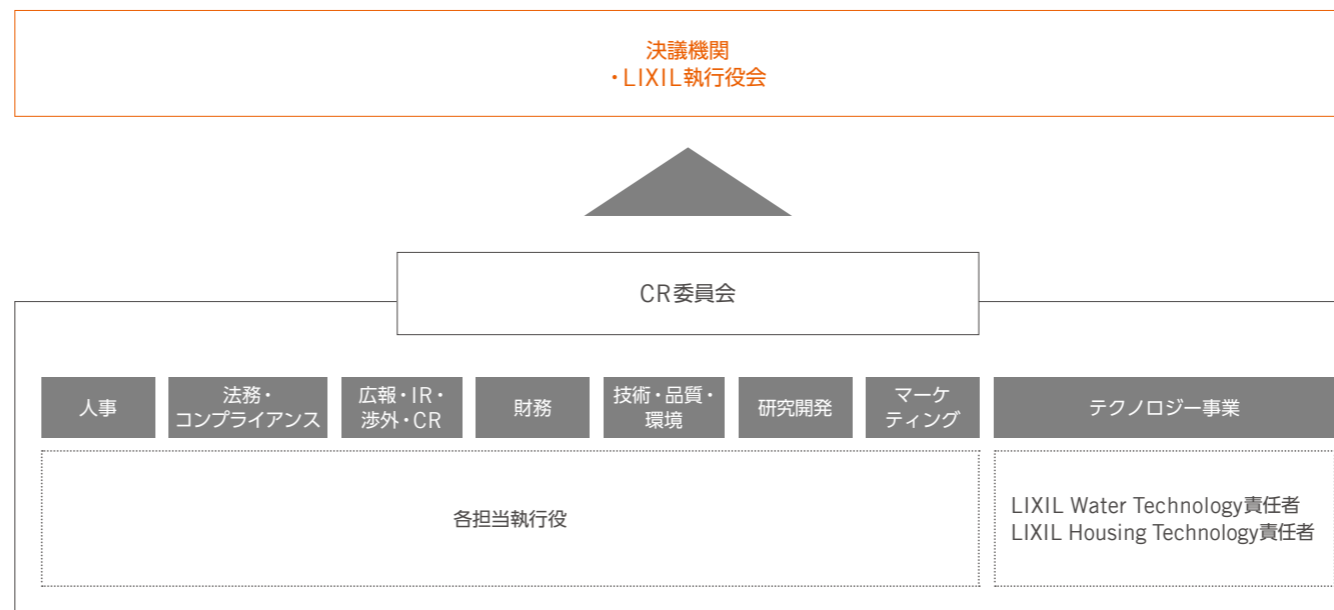 決議機関
・LIXIL執行役会
CR委員会
人事
法務・
コンプライアンス
広報・IR・
渉外・CR
財務
技術・品質・
環境
研究開発
マーケ
ティング
テクノロジー事業
各担当執行役
LIXIL Water Technology責任者
LIXIL Housing Technology責任者